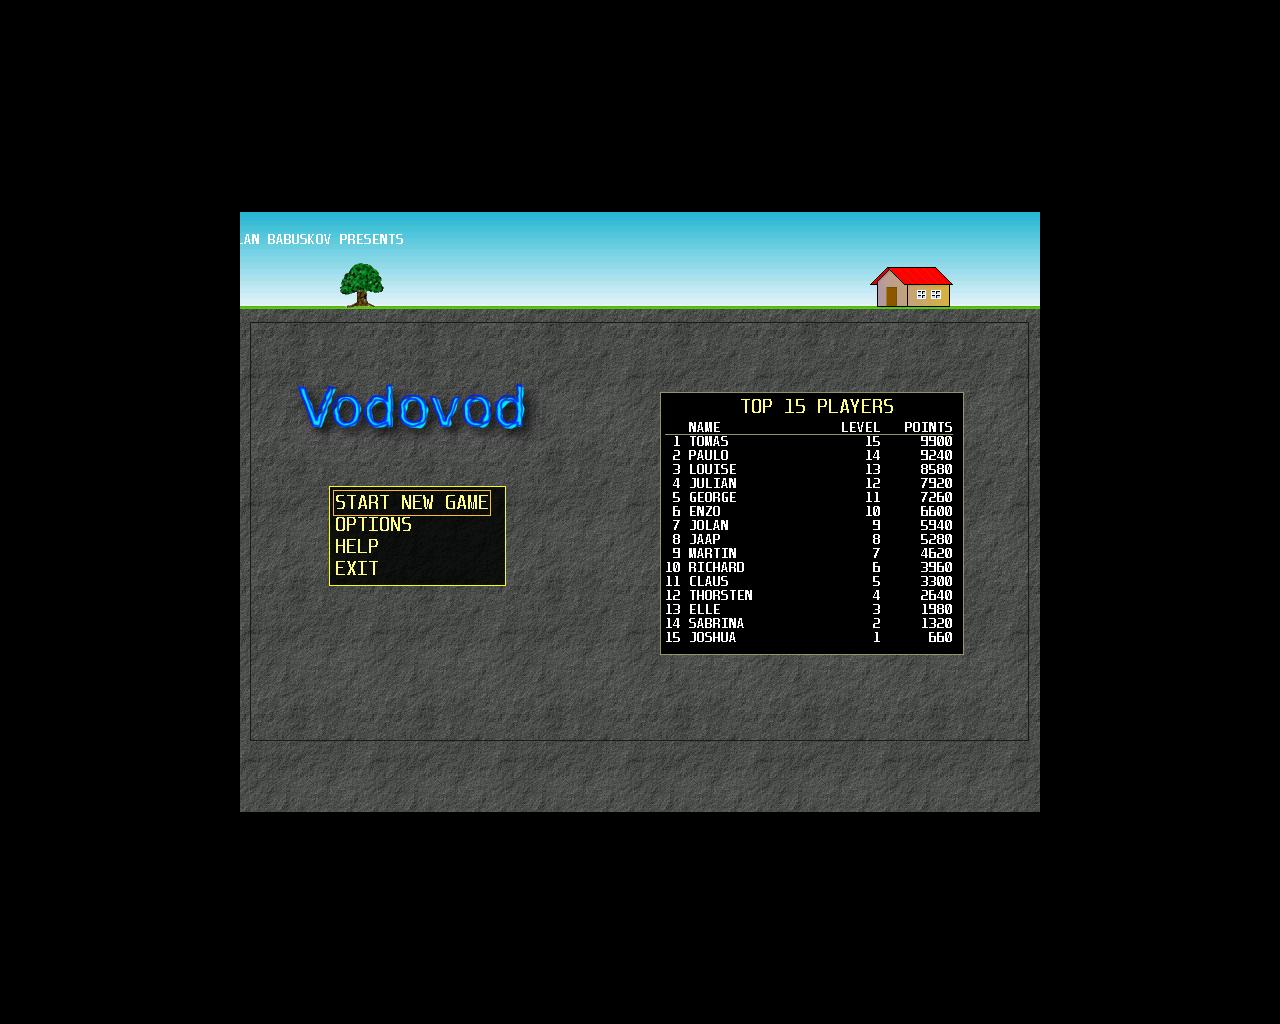 BABUSKOV PRESENTS
Vodovod
START NEW GAME
OPTIONS
HELP
EXIT
TOP 15 PLAYERS
NAME LEVEL POINTS
1 TOMAS 15 9900
2 PAULO 14 9240
3 LOUISE 13 8580
4 JULIAN 12 7920
5 GEORGE 11 7260
6 ENZO 10 6600
7 JOLAN 9 5940
8 JAAP 8 5280
9 MARTIN 7 4620
10 RICHARD 6 3960
11 CLAUS 5 3300
12 THORSTEN 4 2640
13 ELLE 3 1980
14 SABRINA 2 1320
15 JOSHUA 1 660